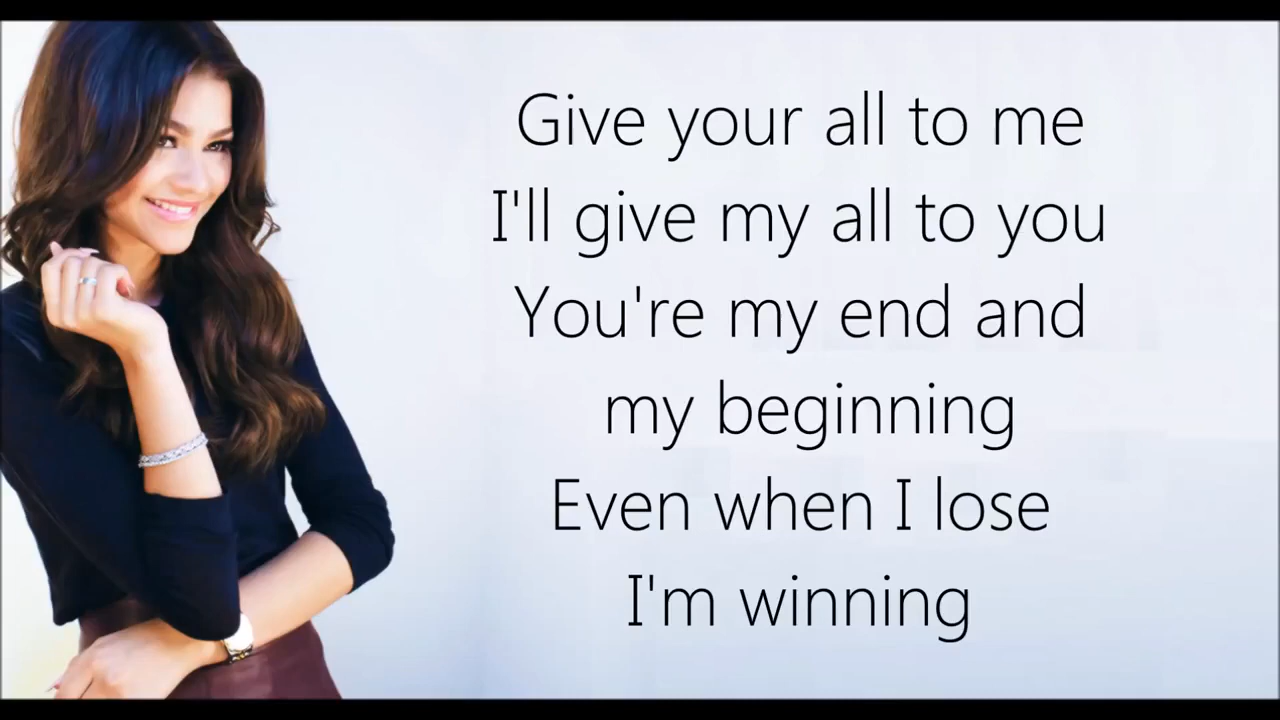 Give your all to me
I'll give my all to you
You're my end and
my beginning
Even when I lose
I'm winning